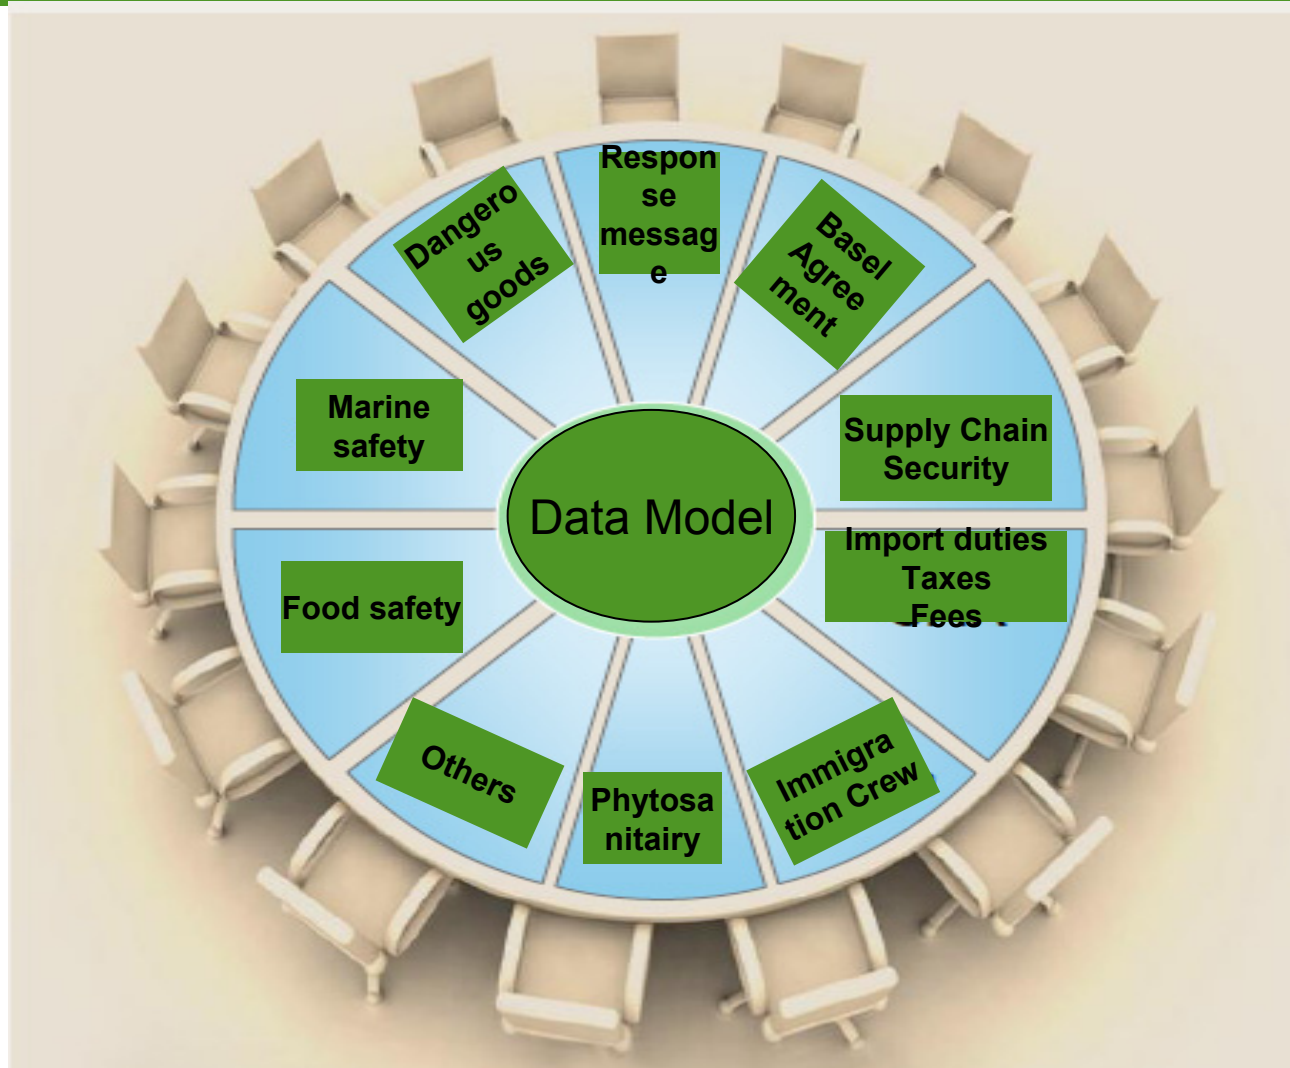 Respon
se
messag
e
Dangero
us
goods
Basel
Agree
ment
Marine
safety
Supply Chain
Security
Data Model
Import duties
Taxes
Fees
Food safety
Others
Phytosa
nitairy
Immigra
tion Crew